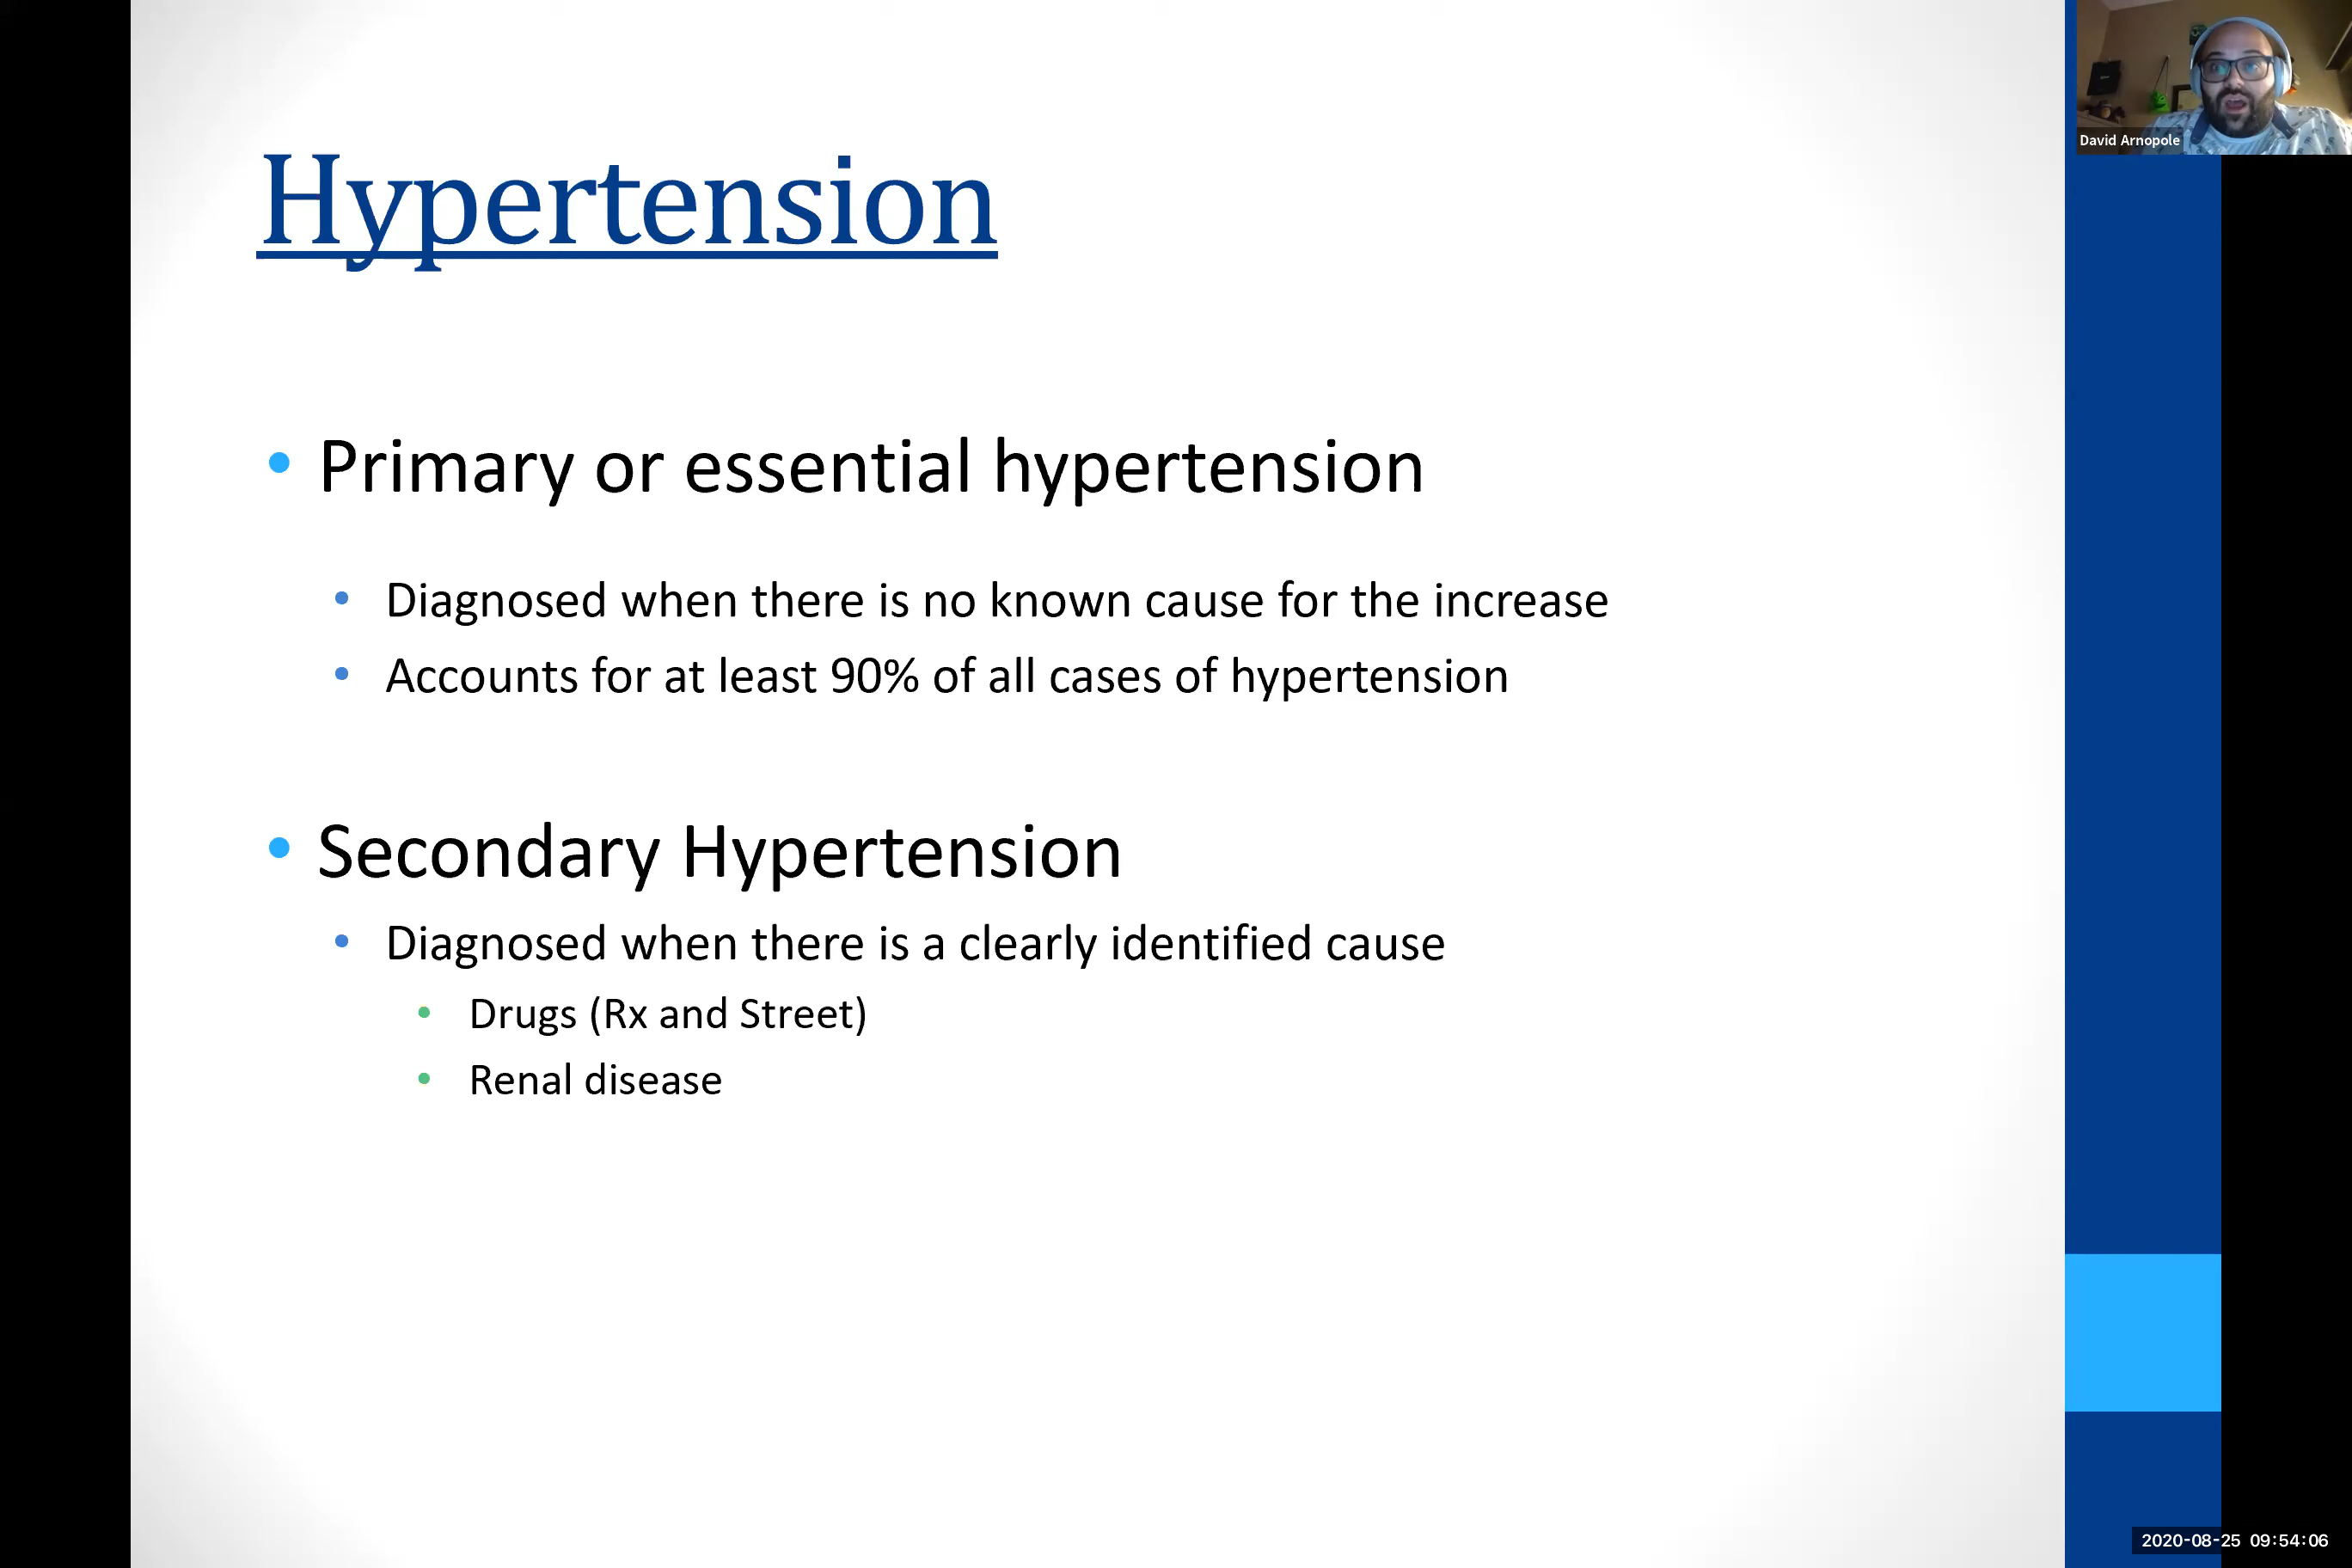 Hypertension
David Arnopole
• Primary or essential hypertension
• Diagnosed when there is no known cause for the increase
• Accounts for at least 90% of all cases of hypertension
• Secondary Hypertension
• Diagnosed when there is a clearly identified cause
• Drugs (Rx and Street)
• Renal disease
2020-08-25 09:54:06